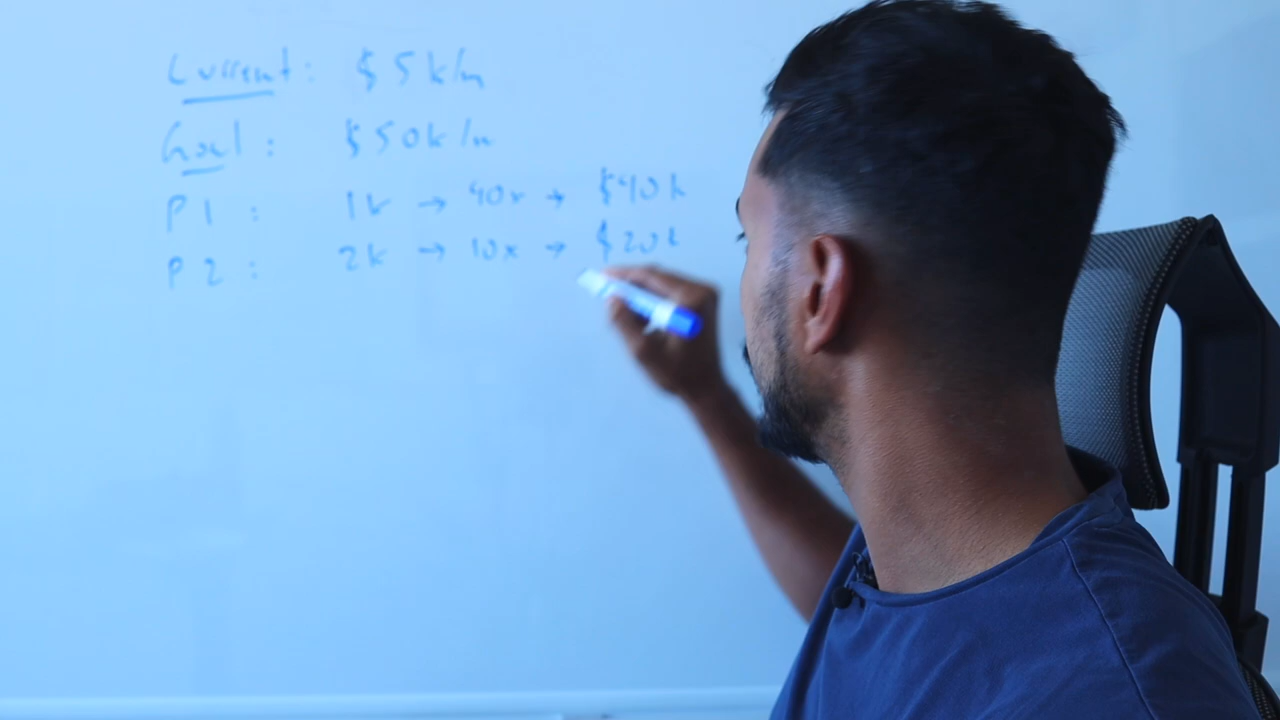 Current: $5k/m
Goal: $50k/m
P1: 1k → 40x → $40k
P2: 2k → 10x → $20k